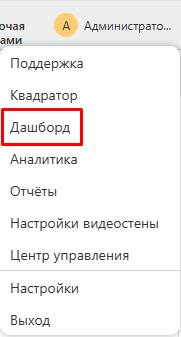 очая
ами
А Администрато...
Поддержка
Квадратор
Дашборд
Аналитика
Отчёты
Настройки видеостены
Центр управления
Настройки
Выход